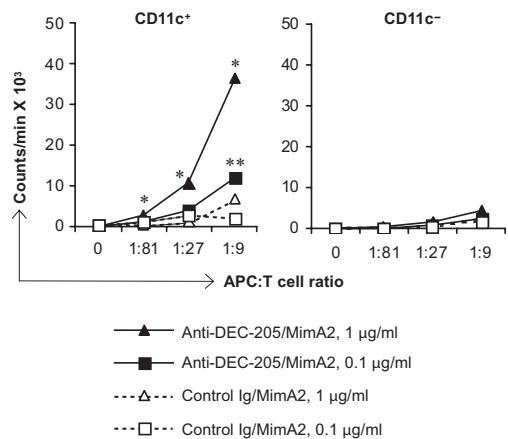 CD11c⁺
CD11c⁻
Counts/min X 10³
50
40
30
20
10
0
*
*
*
**
0 1:81 1:27 1:9
50
40
30
20
10
0
0 1:81 1:27 1:9
APC:T cell ratio
Anti-DEC-205/MimA2, 1 μg/ml
Anti-DEC-205/MimA2, 0.1 μg/ml
Control Ig/MimA2, 1 μg/ml
Control Ig/MimA2, 0.1 μg/ml